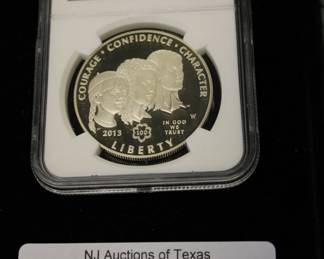 COURAGE · CONFIDENCE · CHARACTER
2013
100
IN GOD
WE
TRUST
W
LIBERTY
NJ Auctions of Texas